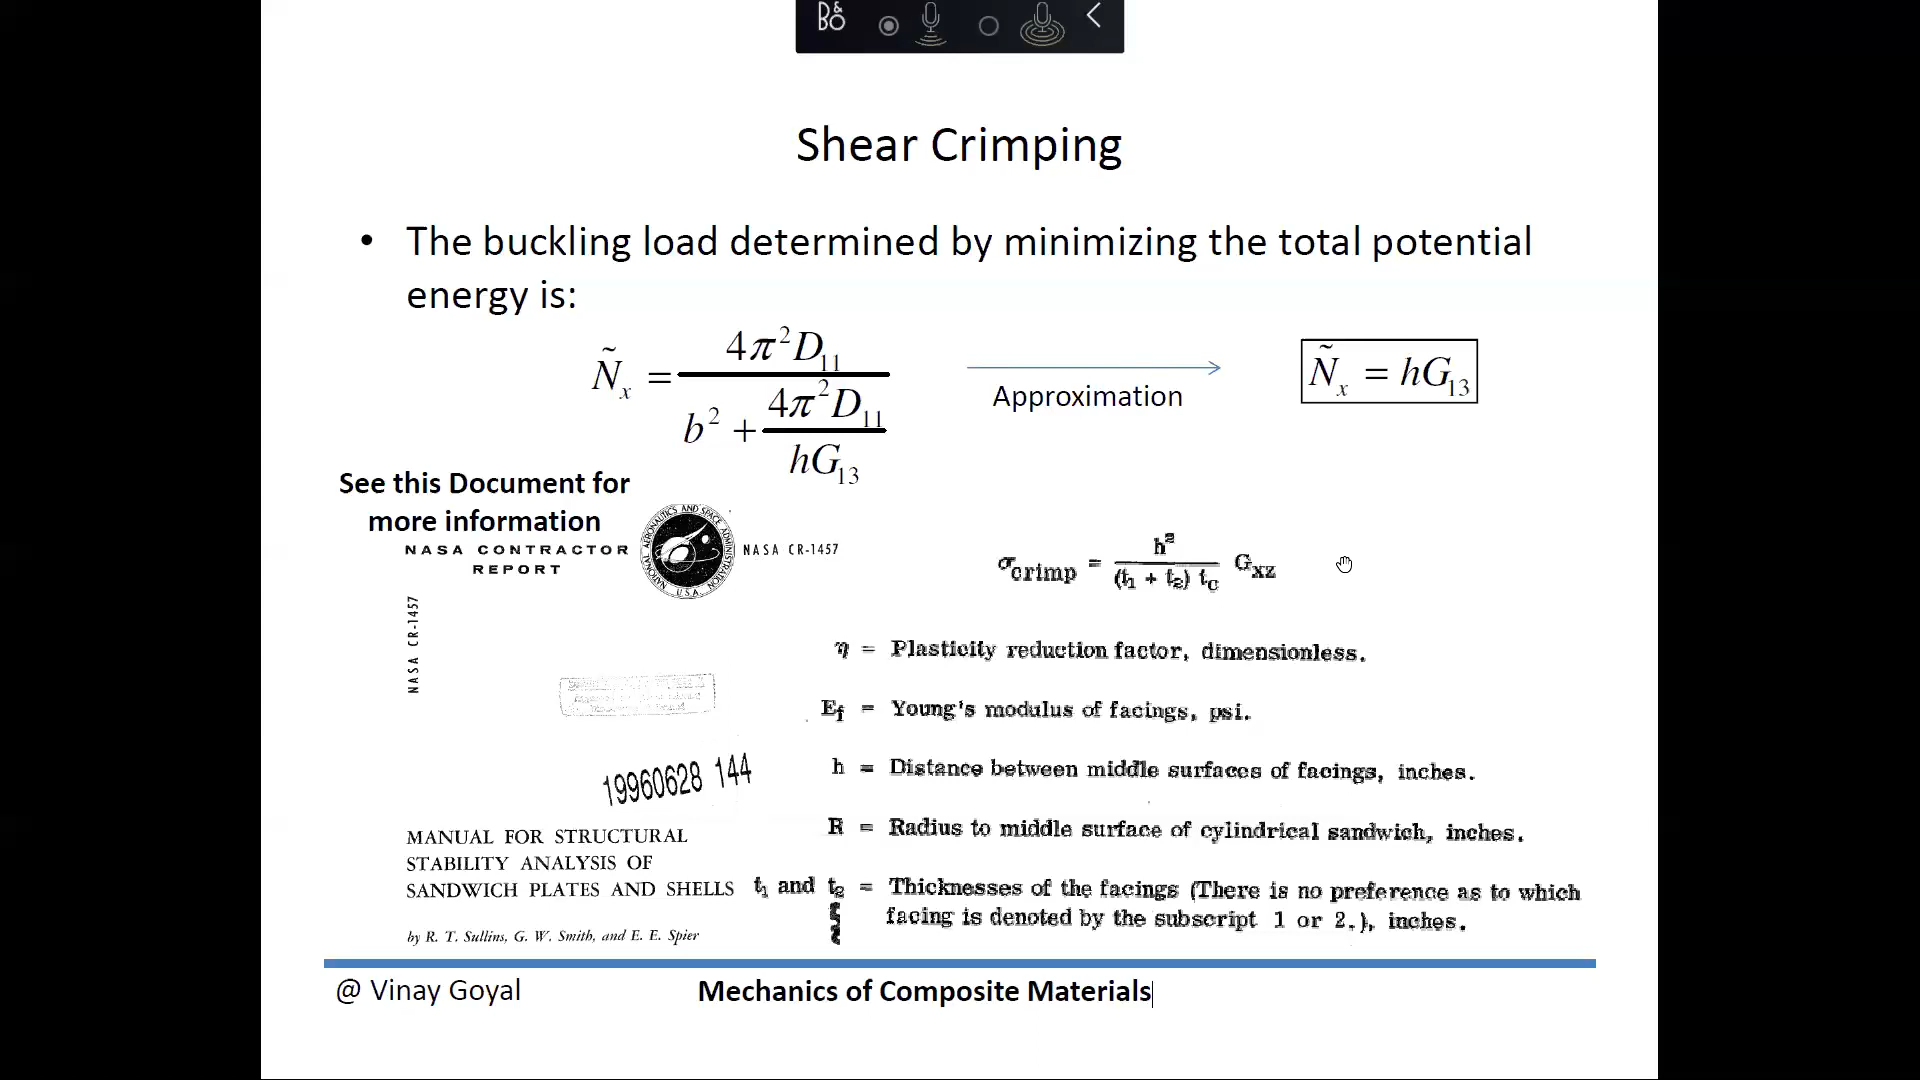 B&O
Shear Crimping
• The buckling load determined by minimizing the total potential
energy is:
Ñₓ = 4π²D₁₁ / (b² + 4π²D₁₁ / hG₁₃)
Approximation
Ñₓ = hG₁₃
See this Document for
more information
NASA CONTRACTOR
REPORT
NATIONAL AERONAUTICS AND SPACE ADMINISTRATION U.S.A.
NASA CR-1457
NASA CR-1457
σcrimp = h² / ((t₁ + t₂) tc) Gxz
η = Plasticity reduction factor, dimensionless.
Ef = Young's modulus of facings, psi.
h = Distance between middle surfaces of facings, inches.
R = Radius to middle surface of cylindrical sandwich, inches.
t₁ and t₂ = Thicknesses of the facings (There is no preference as to which
facing is denoted by the subscript 1 or 2.), inches.
19960628 144
MANUAL FOR STRUCTURAL
STABILITY ANALYSIS OF
SANDWICH PLATES AND SHELLS
by R. T. Sullins, G. W. Smith, and E. E. Spier
@ Vinay Goyal
Mechanics of Composite Materials